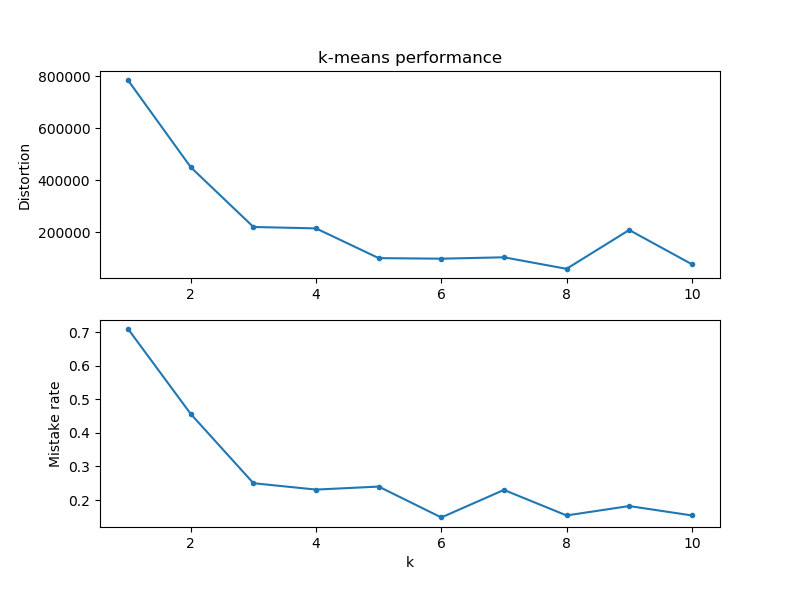 k-means performance
800000
600000
400000
200000
Distortion
2 4 6 8 10
0.7
0.6
0.5
0.4
0.3
0.2
Mistake rate
2 4 6 8 10
k